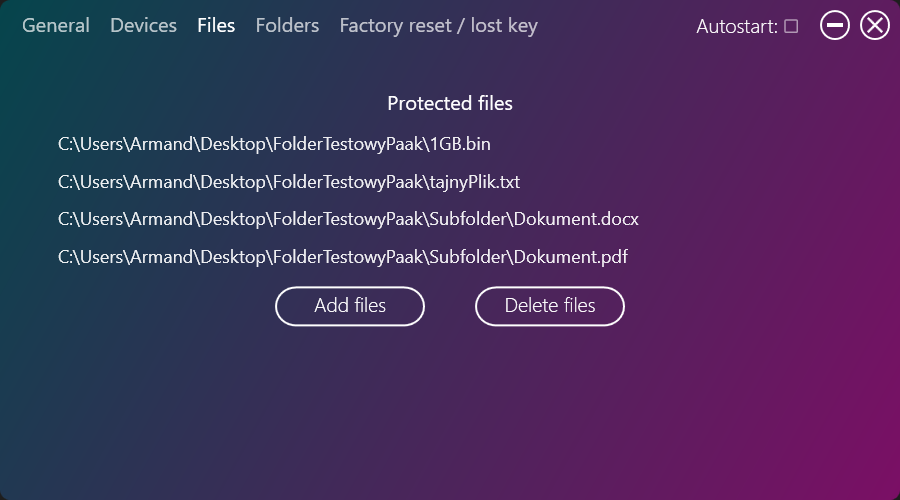 General Devices Files Folders Factory reset / lost key Autostart:
Protected files
C:\Users\Armand\Desktop\FolderTestowyPaak\1GB.bin
C:\Users\Armand\Desktop\FolderTestowyPaak\tajnyPlik.txt
C:\Users\Armand\Desktop\FolderTestowyPaak\Subfolder\Dokument.docx
C:\Users\Armand\Desktop\FolderTestowyPaak\Subfolder\Dokument.pdf
Add files Delete files